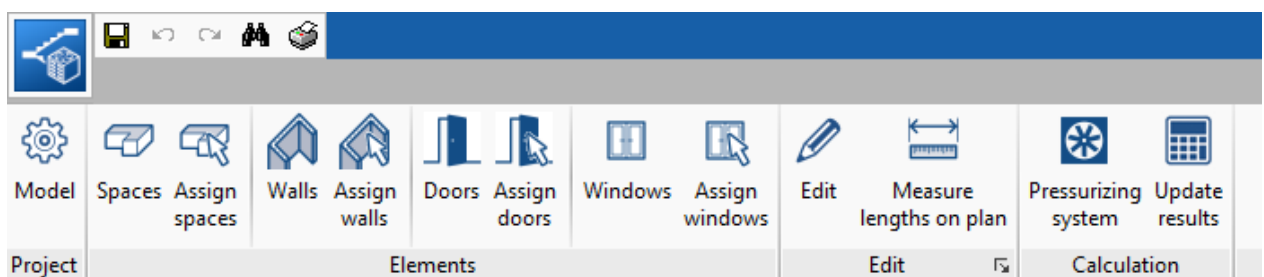 Model Spaces Assign Walls Assign Doors Assign Windows Assign Edit Measure Pressurizing Update
spaces walls doors windows lengths on plan system results
Project Elements Edit Calculation